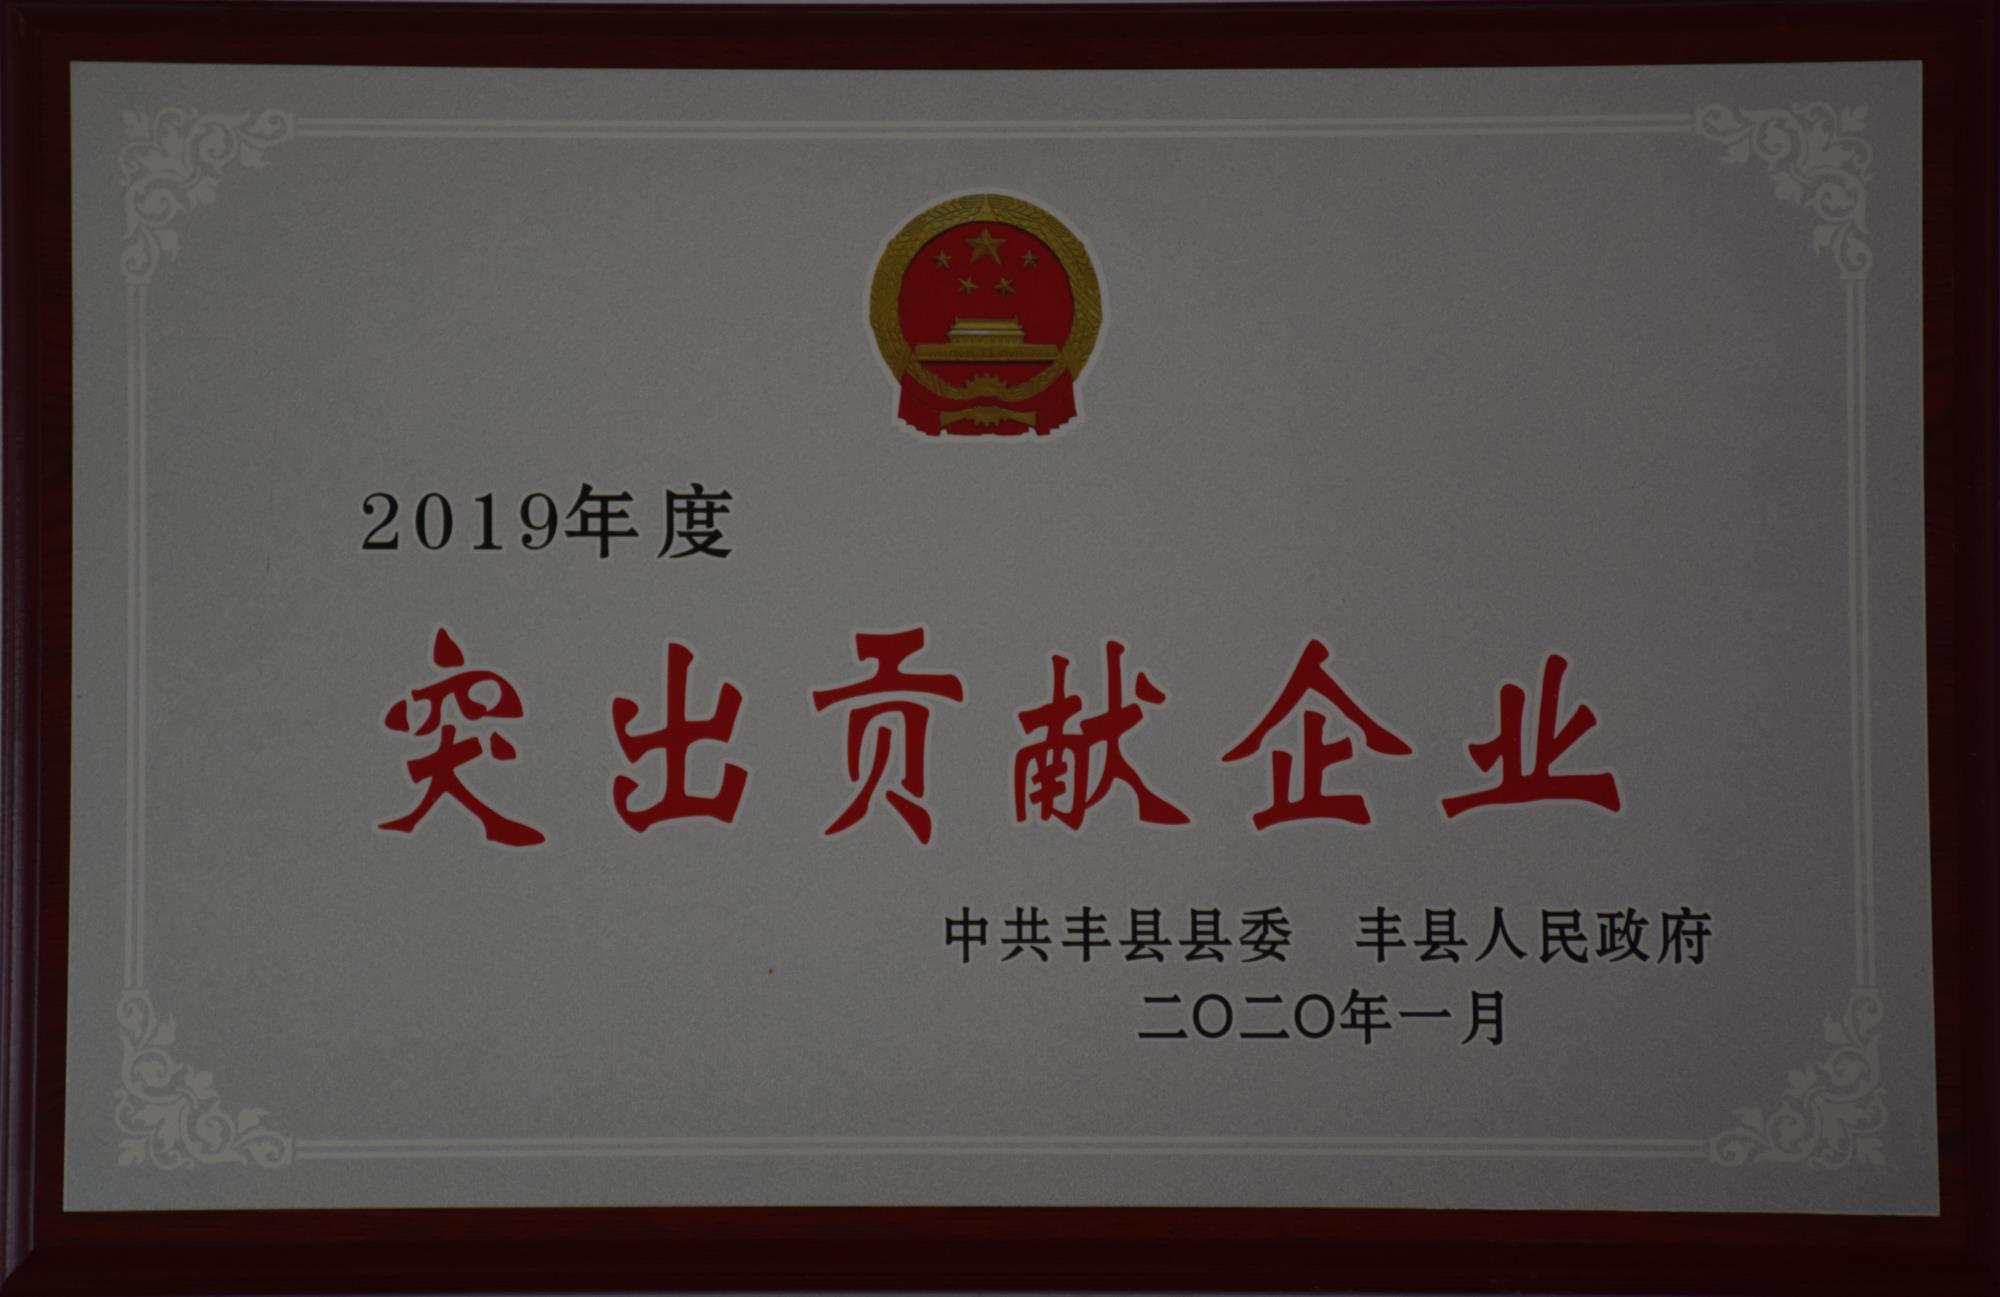 2019年度
突出贡献企业
中共丰县县委 丰县人民政府
二〇二〇年一月